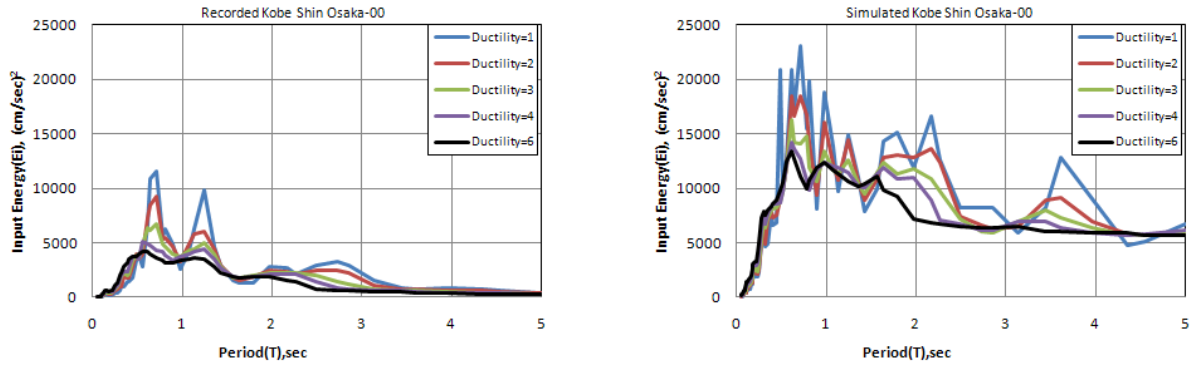 Recorded Kobe Shin Osaka-00
25000
20000
15000
10000
5000
0
Input Energy(Ei), (cm/sec)²
Ductility=1
Ductility=2
Ductility=3
Ductility=4
Ductility=6
0 1 2 3 4 5
Period(T),sec
Simulated Kobe Shin Osaka-00
25000
20000
15000
10000
5000
0
Input Energy(Ei), (cm/sec)²
Ductility=1
Ductility=2
Ductility=3
Ductility=4
Ductility=6
0 1 2 3 4 5
Period(T),sec